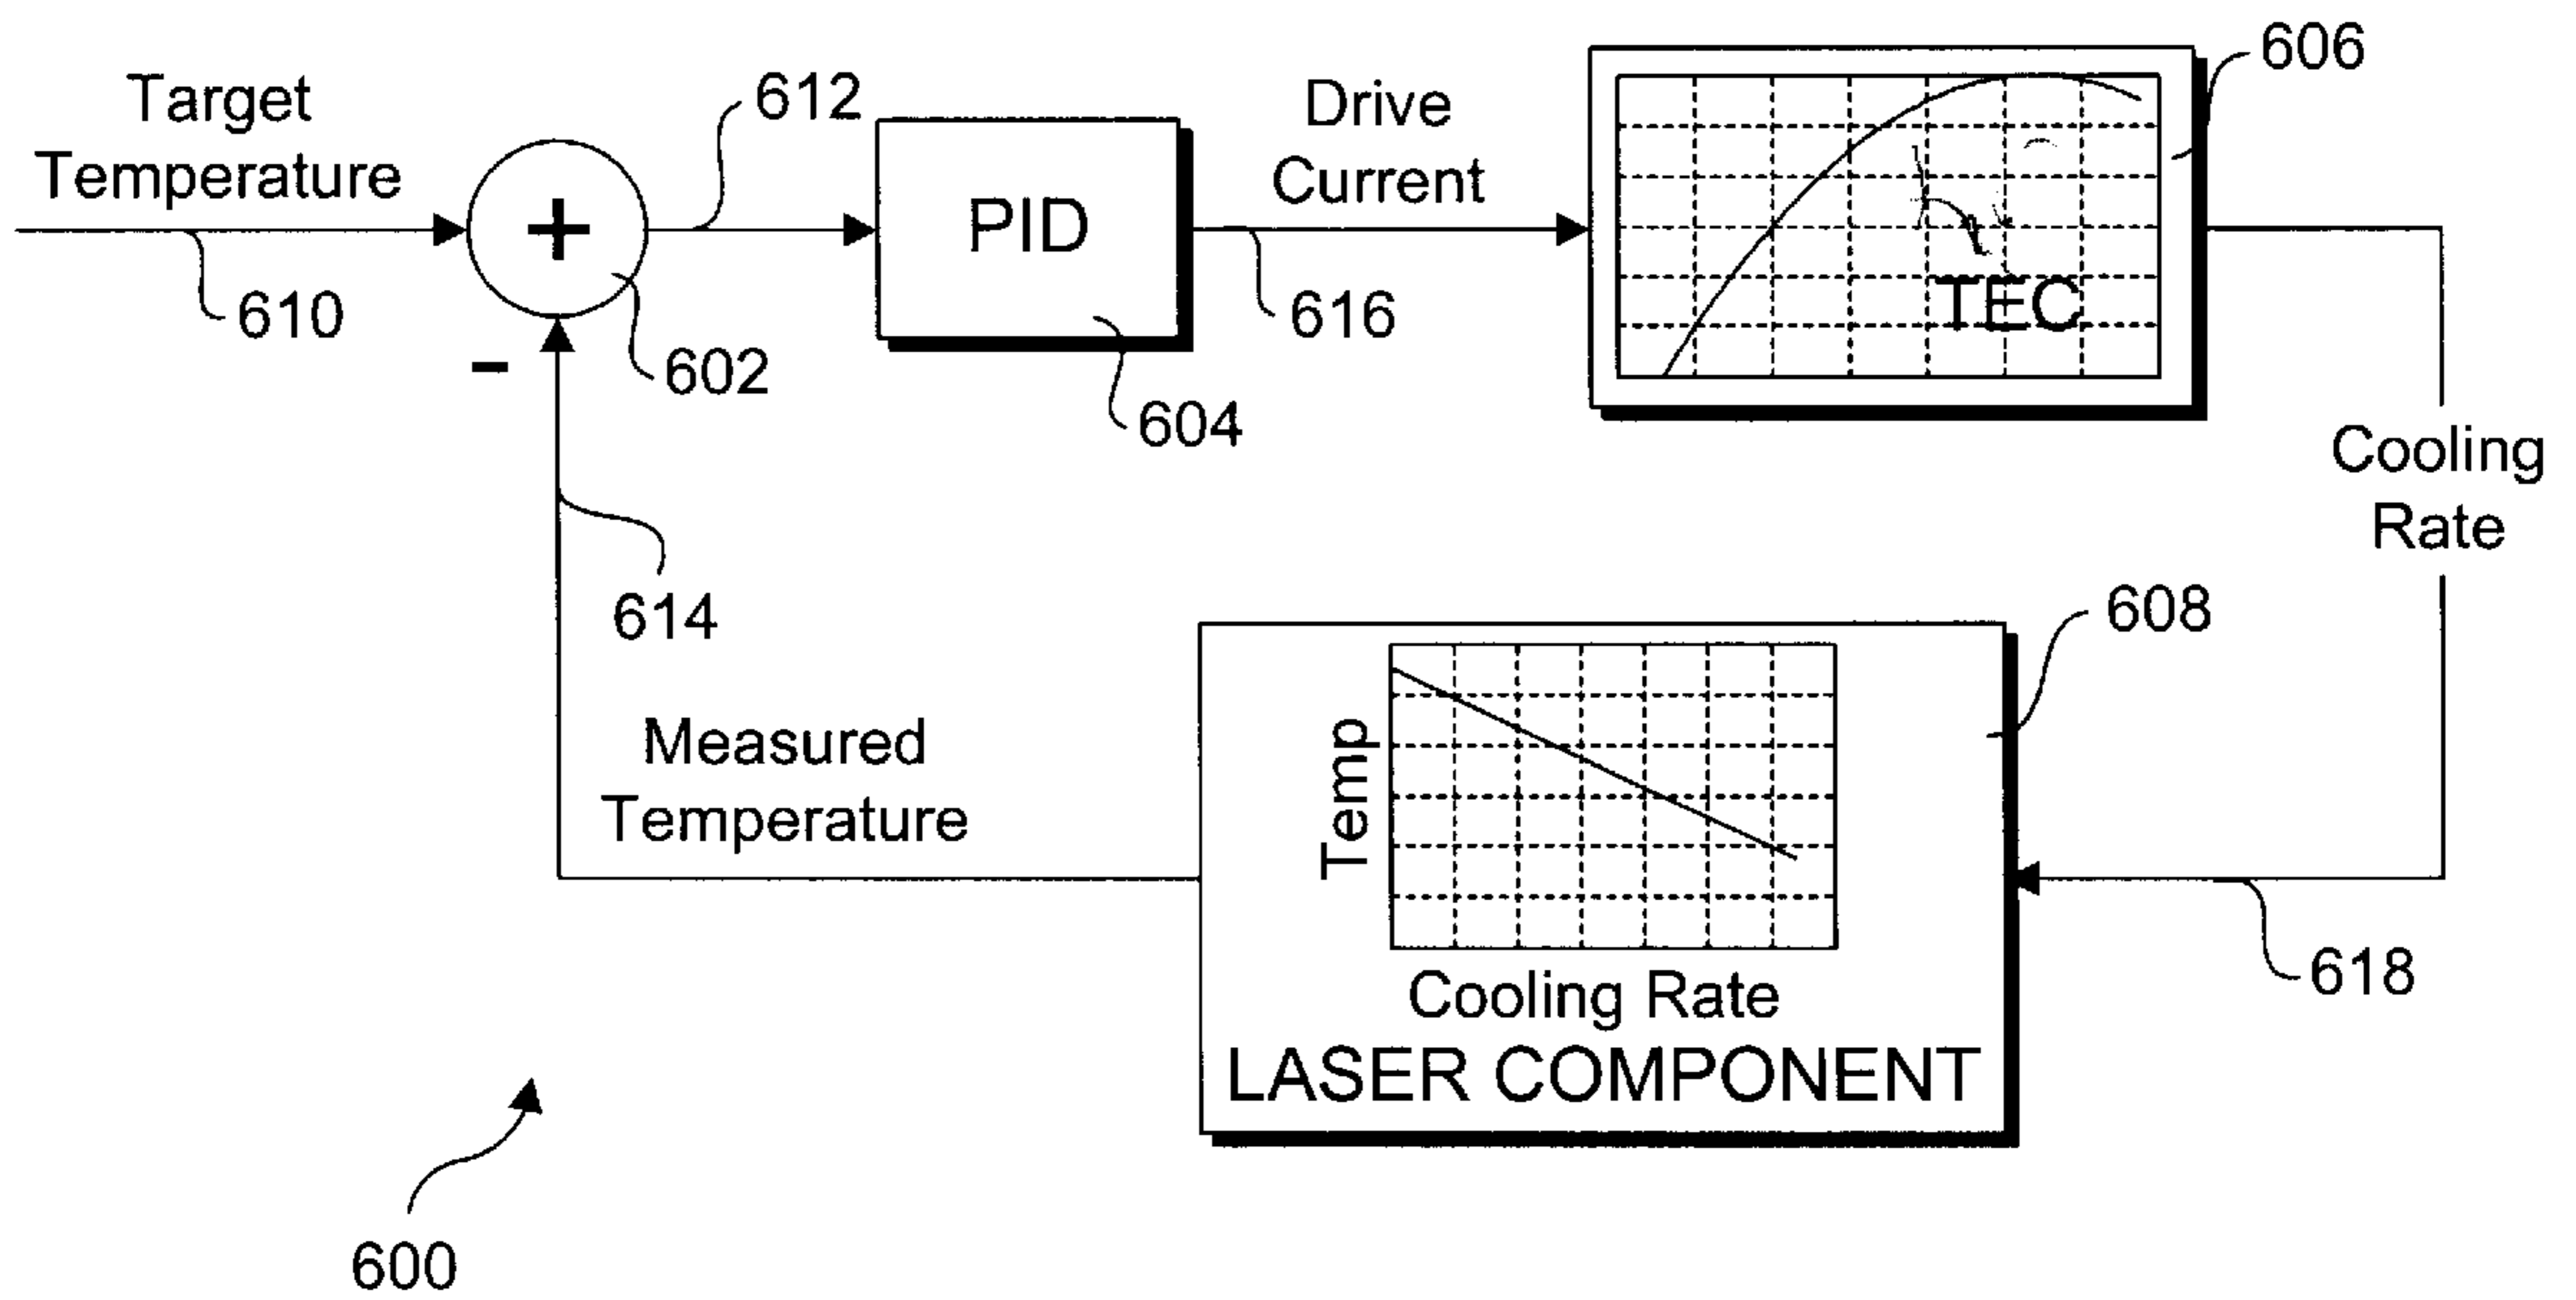 Target
Temperature
610
+
-
602
612
PID
604
Drive
Current
616
TEC
606
Cooling
Rate
618
608
Temp
Cooling Rate
LASER COMPONENT
Measured
Temperature
614
600